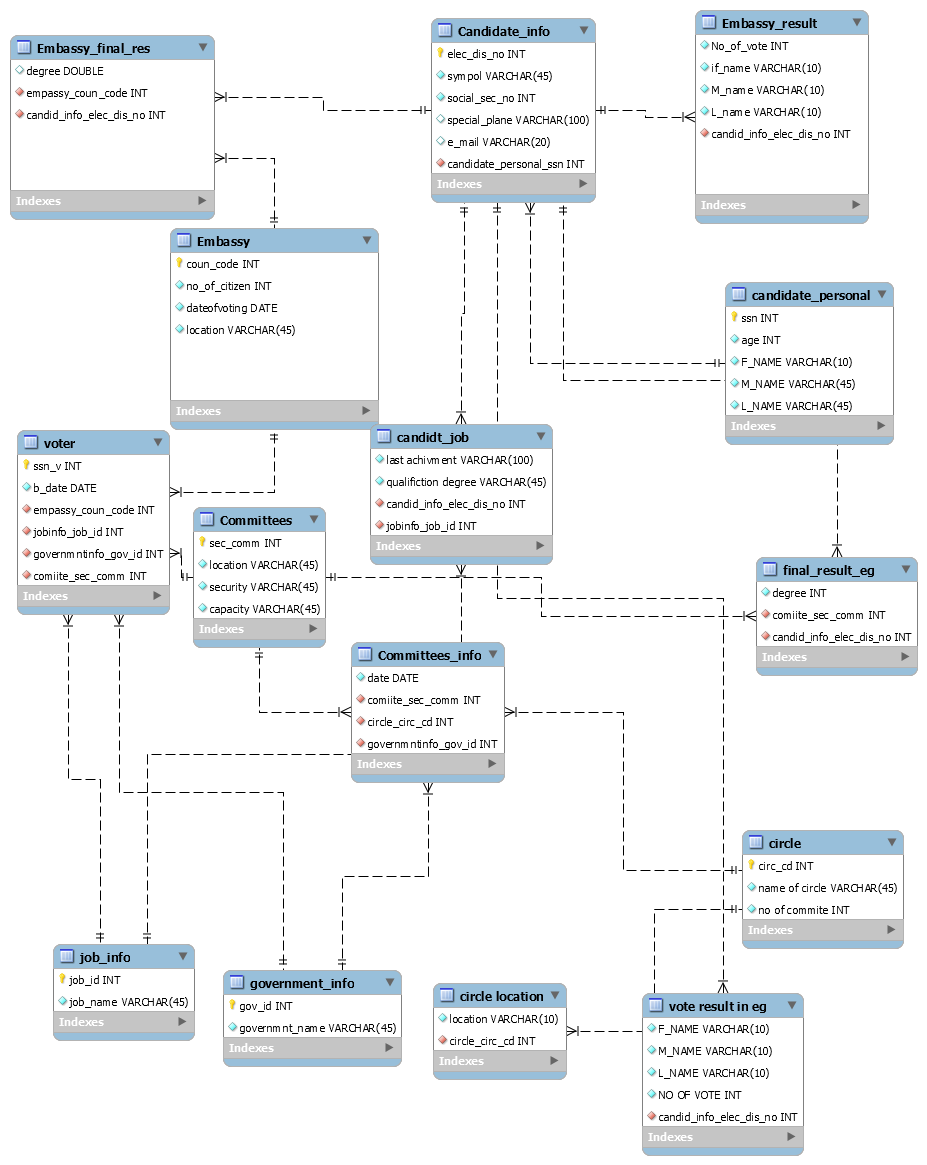 Embassy_final_res
degree DOUBLE
empassy_coun_code INT
candid_info_elec_dis_no INT
Indexes
Candidate_info
elec_dis_no INT
sympol VARCHAR(45)
social_sec_no INT
special_plane VARCHAR(100)
e_mail VARCHAR(20)
candidate_personal_ssn INT
Indexes
Embassy_result
No_of_vote INT
if_name VARCHAR(10)
M_name VARCHAR(10)
L_name VARCHAR(10)
candid_info_elec_dis_no INT
Indexes
Embassy
coun_code INT
no_of_citizen INT
dateofvoting DATE
location VARCHAR(45)
Indexes
candidate_personal
ssn INT
age INT
F_NAME VARCHAR(10)
M_NAME VARCHAR(45)
L_NAME VARCHAR(45)
Indexes
voter
ssn_v INT
b_date DATE
empassy_coun_code INT
jobinfo_job_id INT
governmntinfo_gov_id INT
comiite_sec_comm INT
Indexes
candidt_job
last achivment VARCHAR(100)
qualifiction degree VARCHAR(45)
candid_info_elec_dis_no INT
jobinfo_job_id INT
Indexes
Committees
sec_comm INT
location VARCHAR(45)
security VARCHAR(45)
capacity VARCHAR(45)
Indexes
final_result_eg
degree INT
comiite_sec_comm INT
candid_info_elec_dis_no INT
Indexes
Committees_info
date DATE
comiite_sec_comm INT
circle_circ_cd INT
governmntinfo_gov_id INT
Indexes
circle
circ_cd INT
name of circle VARCHAR(45)
no of commite INT
Indexes
job_info
job_id INT
job_name VARCHAR(45)
Indexes
government_info
gov_id INT
governmnt_name VARCHAR(45)
Indexes
circle location
location VARCHAR(10)
circle_circ_cd INT
Indexes
vote result in eg
F_NAME VARCHAR(10)
M_NAME VARCHAR(10)
L_NAME VARCHAR(10)
NO OF VOTE INT
candid_info_elec_dis_no INT
Indexes